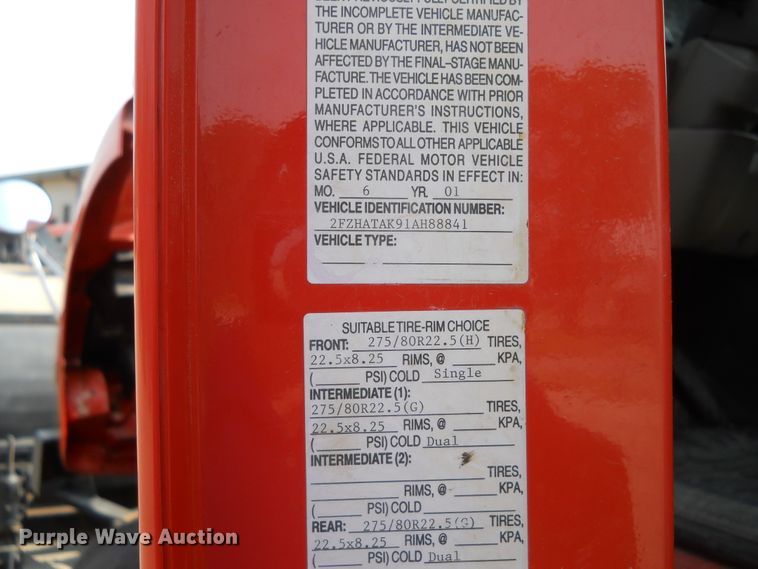 BEEN PREVIOUSLY FULLY CERTIFIED BY
THE INCOMPLETE VEHICLE MANUFAC-
TURER OR BY THE INTERMEDIATE VE-
HICLE MANUFACTURER, HAS NOT BEEN
AFFECTED BY THE FINAL-STAGE MANU-
FACTURE. THE VEHICLE HAS BEEN COM-
PLETED IN ACCORDANCE WITH PRIOR
MANUFACTURER'S INSTRUCTIONS,
WHERE APPLICABLE. THIS VEHICLE
CONFORMS TO ALL OTHER APPLICABLE
U.S.A. FEDERAL MOTOR VEHICLE
SAFETY STANDARDS IN EFFECT IN:
MO. 6 YR. 01
VEHICLE IDENTIFICATION NUMBER:
2FZHATAK91AH88841
VEHICLE TYPE:
SUITABLE TIRE-RIM CHOICE
FRONT: 275/80R22.5(H) TIRES,
22.5x8.25 RIMS, @ KPA,
( PSI) COLD Single
INTERMEDIATE (1):
275/80R22.5(G) TIRES,
22.5x8.25 RIMS, @ KPA,
( PSI) COLD Dual
INTERMEDIATE (2):
TIRES,
RIMS, @ KPA,
( PSI) COLD
REAR: 275/80R22.5(G) TIRES,
22.5x8.25 RIMS, @ KPA,
( PSI) COLD Dual
Purple Wave Auction